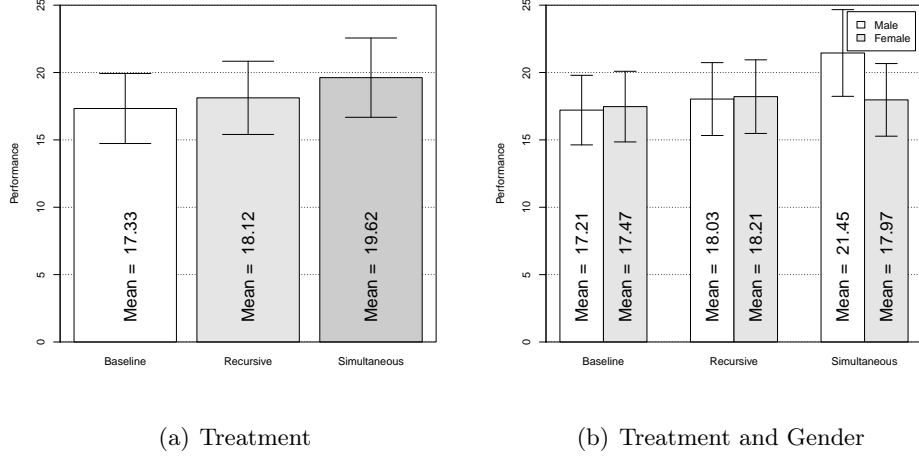 25
20
15
10
5
0
Performance
Mean = 17.33
Mean = 18.12
Mean = 19.62
Baseline
Recursive
Simultaneous
(a) Treatment
25
20
15
10
5
0
Performance
Male
Female
Mean = 17.21
Mean = 17.47
Mean = 18.03
Mean = 18.21
Mean = 21.45
Mean = 17.97
Baseline
Recursive
Simultaneous
(b) Treatment and Gender